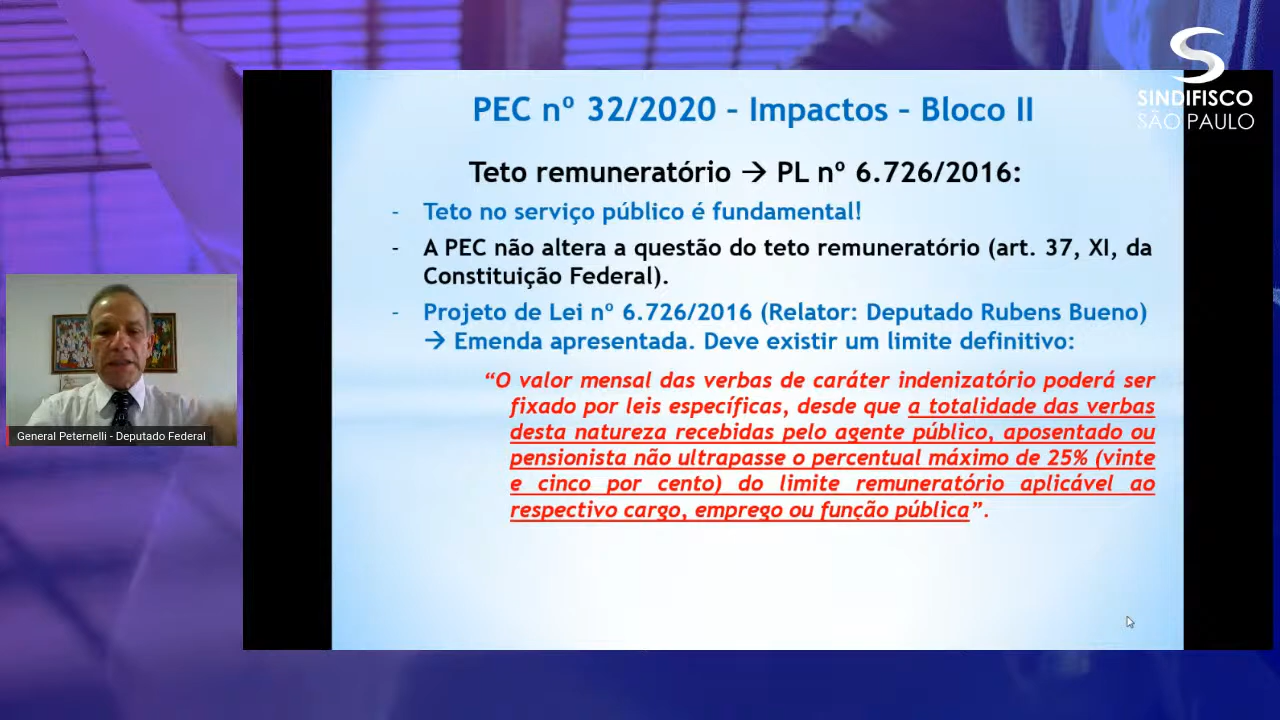 SINDIFISCO
SÃO PAULO
PEC nº 32/2020 – Impactos – Bloco II
Teto remuneratório → PL nº 6.726/2016:
- Teto no serviço público é fundamental!
- A PEC não altera a questão do teto remuneratório (art. 37, XI, da
Constituição Federal).
- Projeto de Lei nº 6.726/2016 (Relator: Deputado Rubens Bueno)
→ Emenda apresentada. Deve existir um limite definitivo:
“O valor mensal das verbas de caráter indenizatório poderá ser
fixado por leis específicas, desde que a totalidade das verbas
desta natureza recebidas pelo agente público, aposentado ou
pensionista não ultrapasse o percentual máximo de 25% (vinte
e cinco por cento) do limite remuneratório aplicável ao
respectivo cargo, emprego ou função pública”.
General Peternelli - Deputado Federal